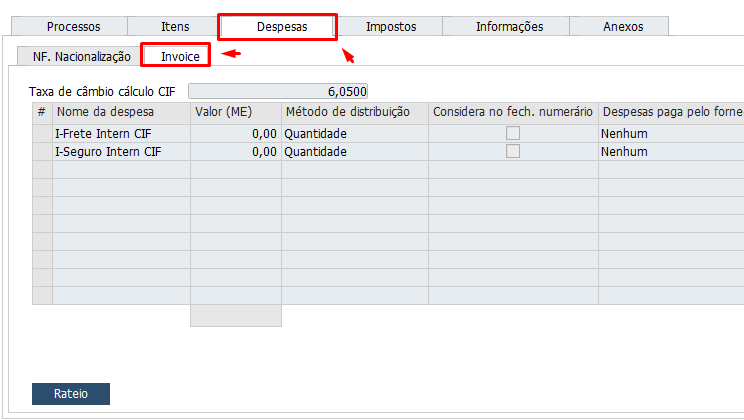 Processos Itens Despesas Impostos Informações Anexos
NF. Nacionalização Invoice
Taxa de câmbio cálculo CIF 6,0500
# Nome da despesa Valor (ME) Método de distribuição Considera no fech. numerário Despesas paga pelo forne
I-Frete Intern CIF 0,00 Quantidade Nenhum
I-Seguro Intern CIF 0,00 Quantidade Nenhum
Rateio